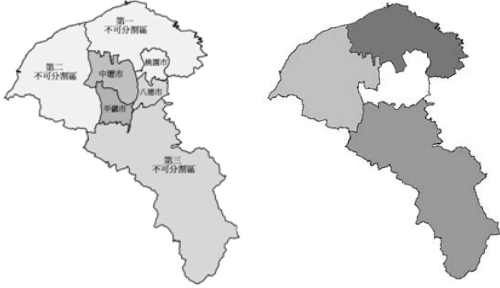 第一
不可分割區
第二
不可分割區
桃園市
中壢市
八德市
平鎮市
第三
不可分割區